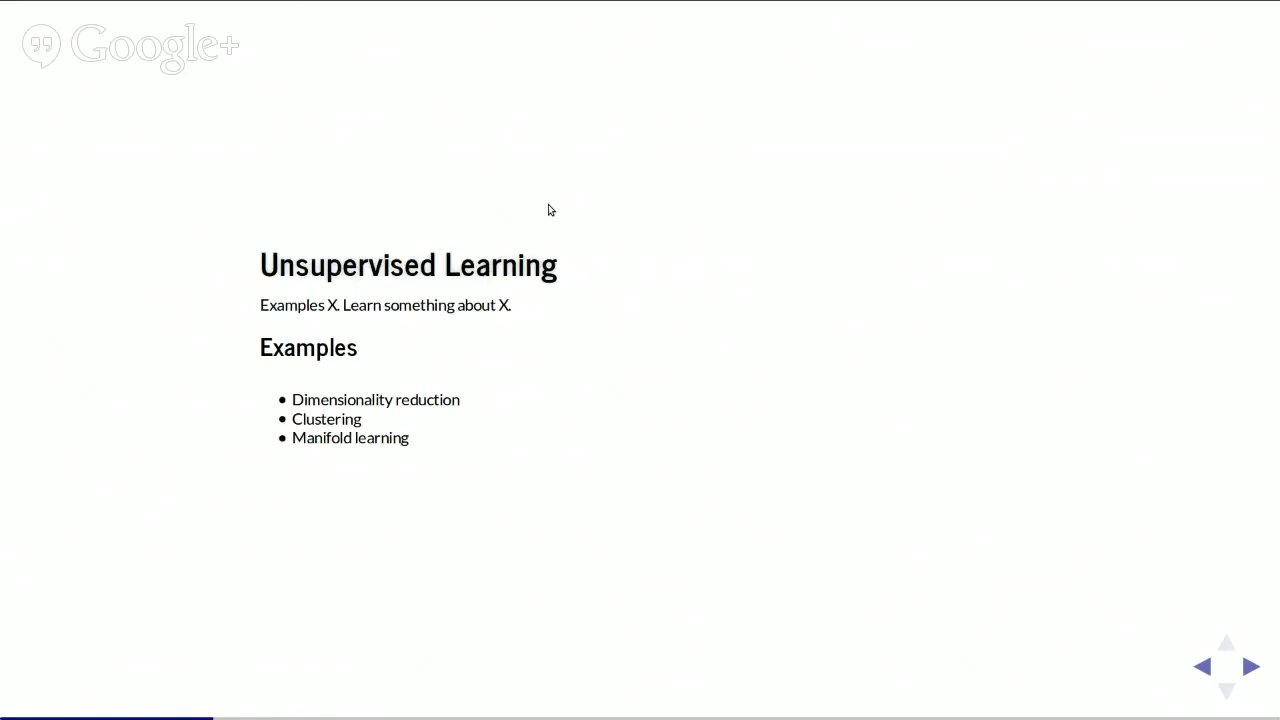 Google+
Unsupervised Learning
Examples X. Learn something about X.
Examples
• Dimensionality reduction
• Clustering
• Manifold learning